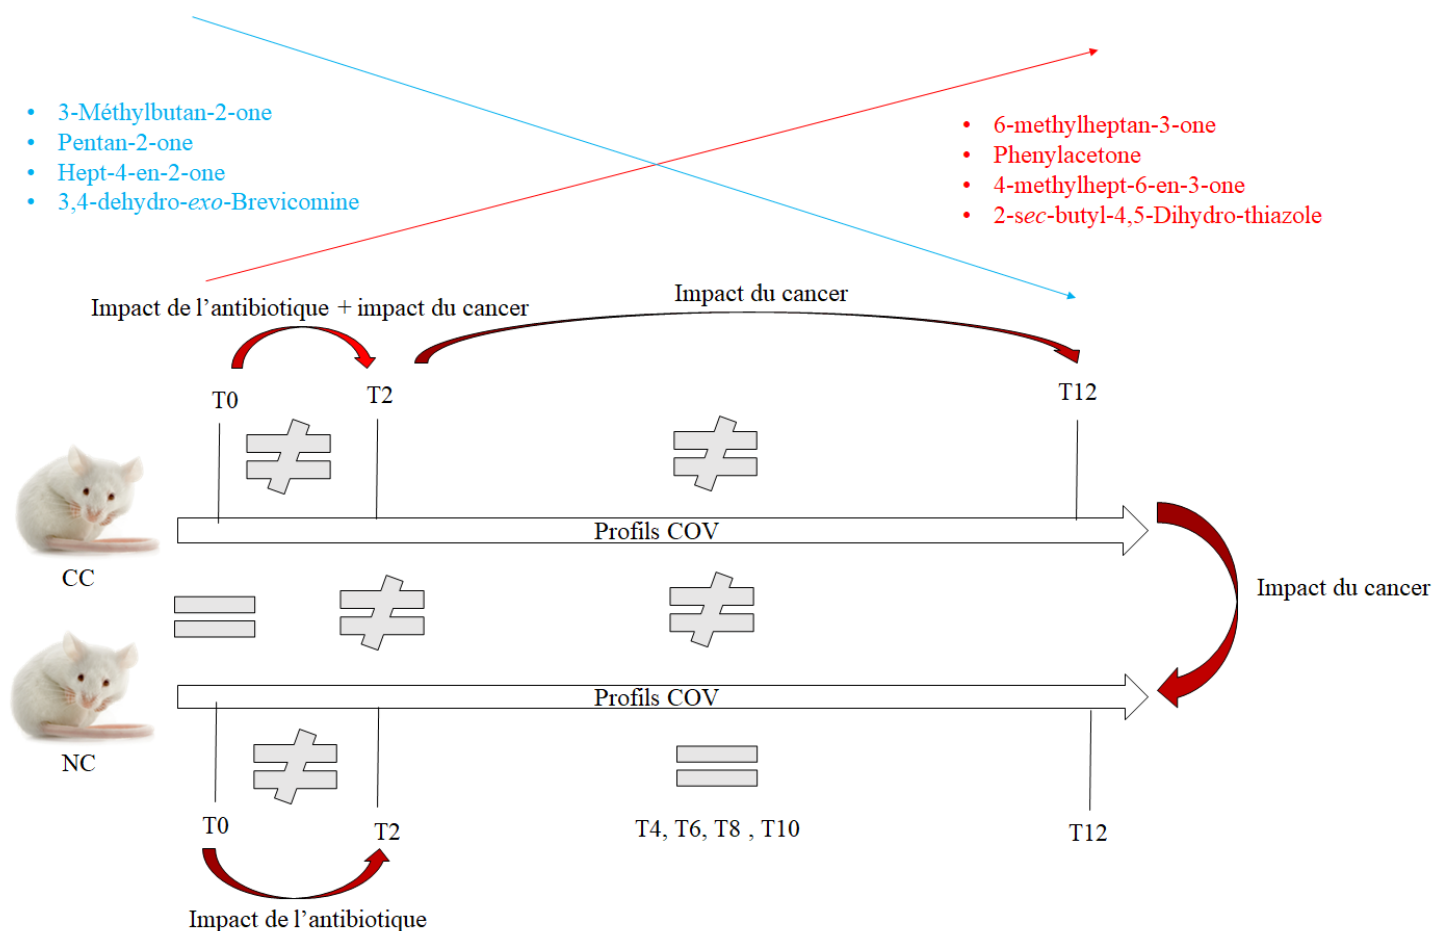 • 3-Méthylbutan-2-one
• Pentan-2-one
• Hept-4-en-2-one
• 3,4-dehydro-exo-Brevicomine
• 6-methylheptan-3-one
• Phenylacetone
• 4-methylhept-6-en-3-one
• 2-sec-butyl-4,5-Dihydro-thiazole
Impact de l’antibiotique + impact du cancer
Impact du cancer
T0
T2
T12
Profils COV
CC
Impact du cancer
Profils COV
NC
T0
T2
T4, T6, T8 , T10
T12
Impact de l’antibiotique